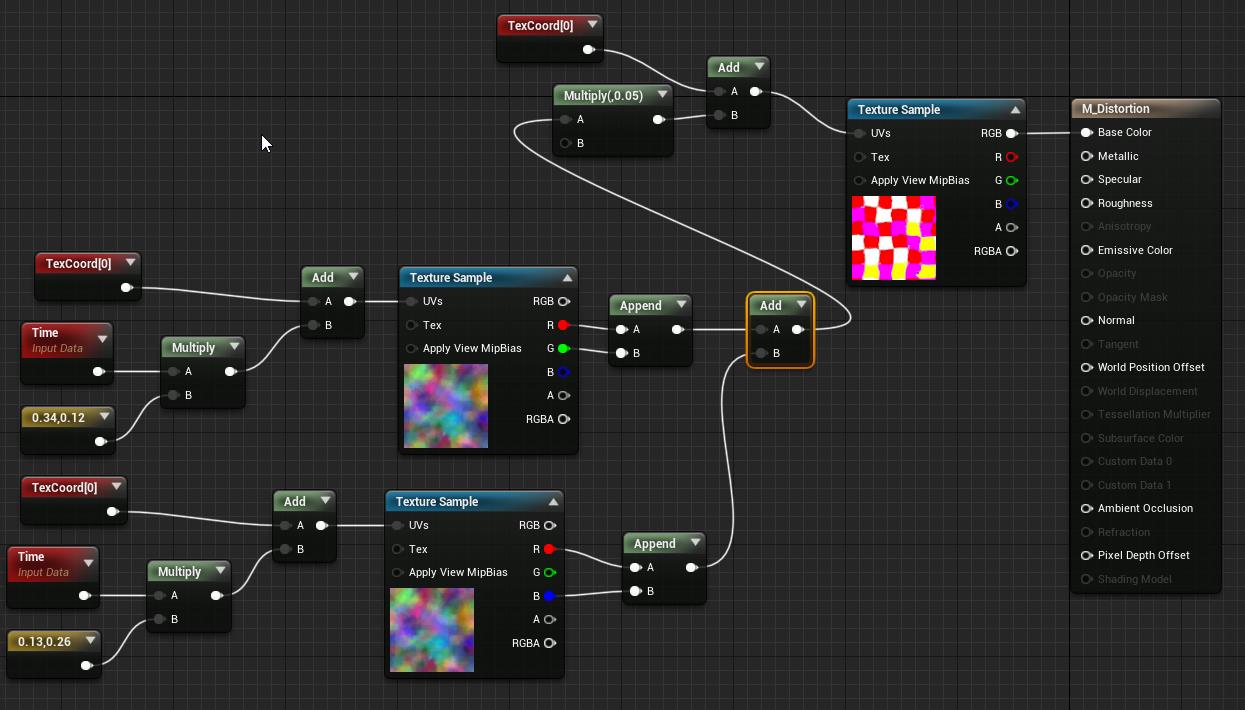 TexCoord[0]
Add
A
B
Multiply(,0.05)
A
B
Texture Sample
UVs
RGB
Tex
R
Apply View MipBias
G
B
A
RGBA
M_Distortion
Base Color
Metallic
Specular
Roughness
Anisotropy
Emissive Color
Opacity
Opacity Mask
Normal
Tangent
World Position Offset
World Displacement
Tessellation Multiplier
Subsurface Color
Custom Data 0
Custom Data 1
Ambient Occlusion
Refraction
Pixel Depth Offset
Shading Model
TexCoord[0]
Add
A
B
Time
Input Data
Multiply
A
B
0.34,0.12
Texture Sample
UVs
RGB
Tex
R
Apply View MipBias
G
B
A
RGBA
Append
A
B
Add
A
B
TexCoord[0]
Add
A
B
Time
Input Data
Multiply
A
B
0.13,0.26
Texture Sample
UVs
RGB
Tex
R
Apply View MipBias
G
B
A
RGBA
Append
A
B